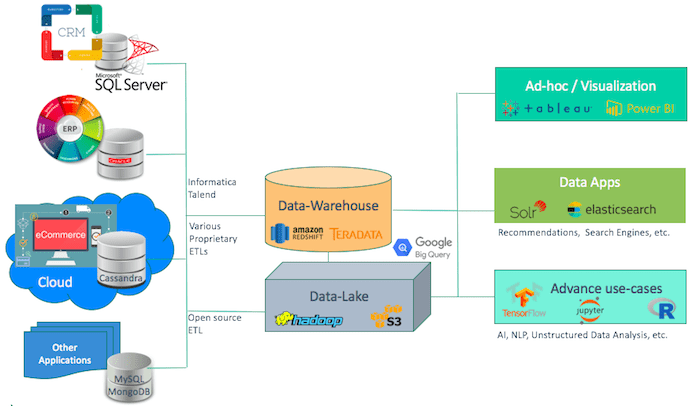 CRM
Microsoft®
SQL Server
ERP
ORACLE
eCommerce
Cloud
Cassandra
Other
Applications
MySQL
MongoDB
Informatica
Talend
Various
Proprietary
ETLs
Open source
ETL
Data-Warehouse
amazon
REDSHIFT
TERADATA
Google
Big Query
Data-Lake
hadoop
S3
Ad-hoc / Visualization
+ a b l e a u
Power BI
Data Apps
Solr
elasticsearch
Recommendations, Search Engines, etc.
Advance use-cases
TensorFlow
jupyter
R
AI, NLP, Unstructured Data Analysis, etc.